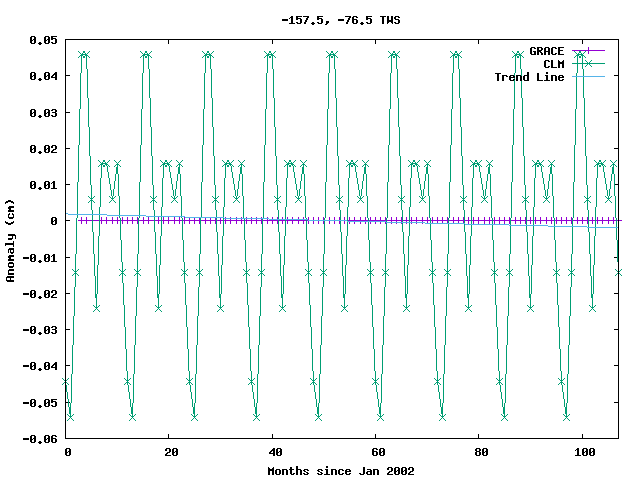 -157.5, -76.5 TWS
GRACE
CLM
Trend Line
0.05
0.04
0.03
0.02
0.01
0
-0.01
-0.02
-0.03
-0.04
-0.05
-0.06
Anomaly (cm)
0 20 40 60 80 100
Months since Jan 2002